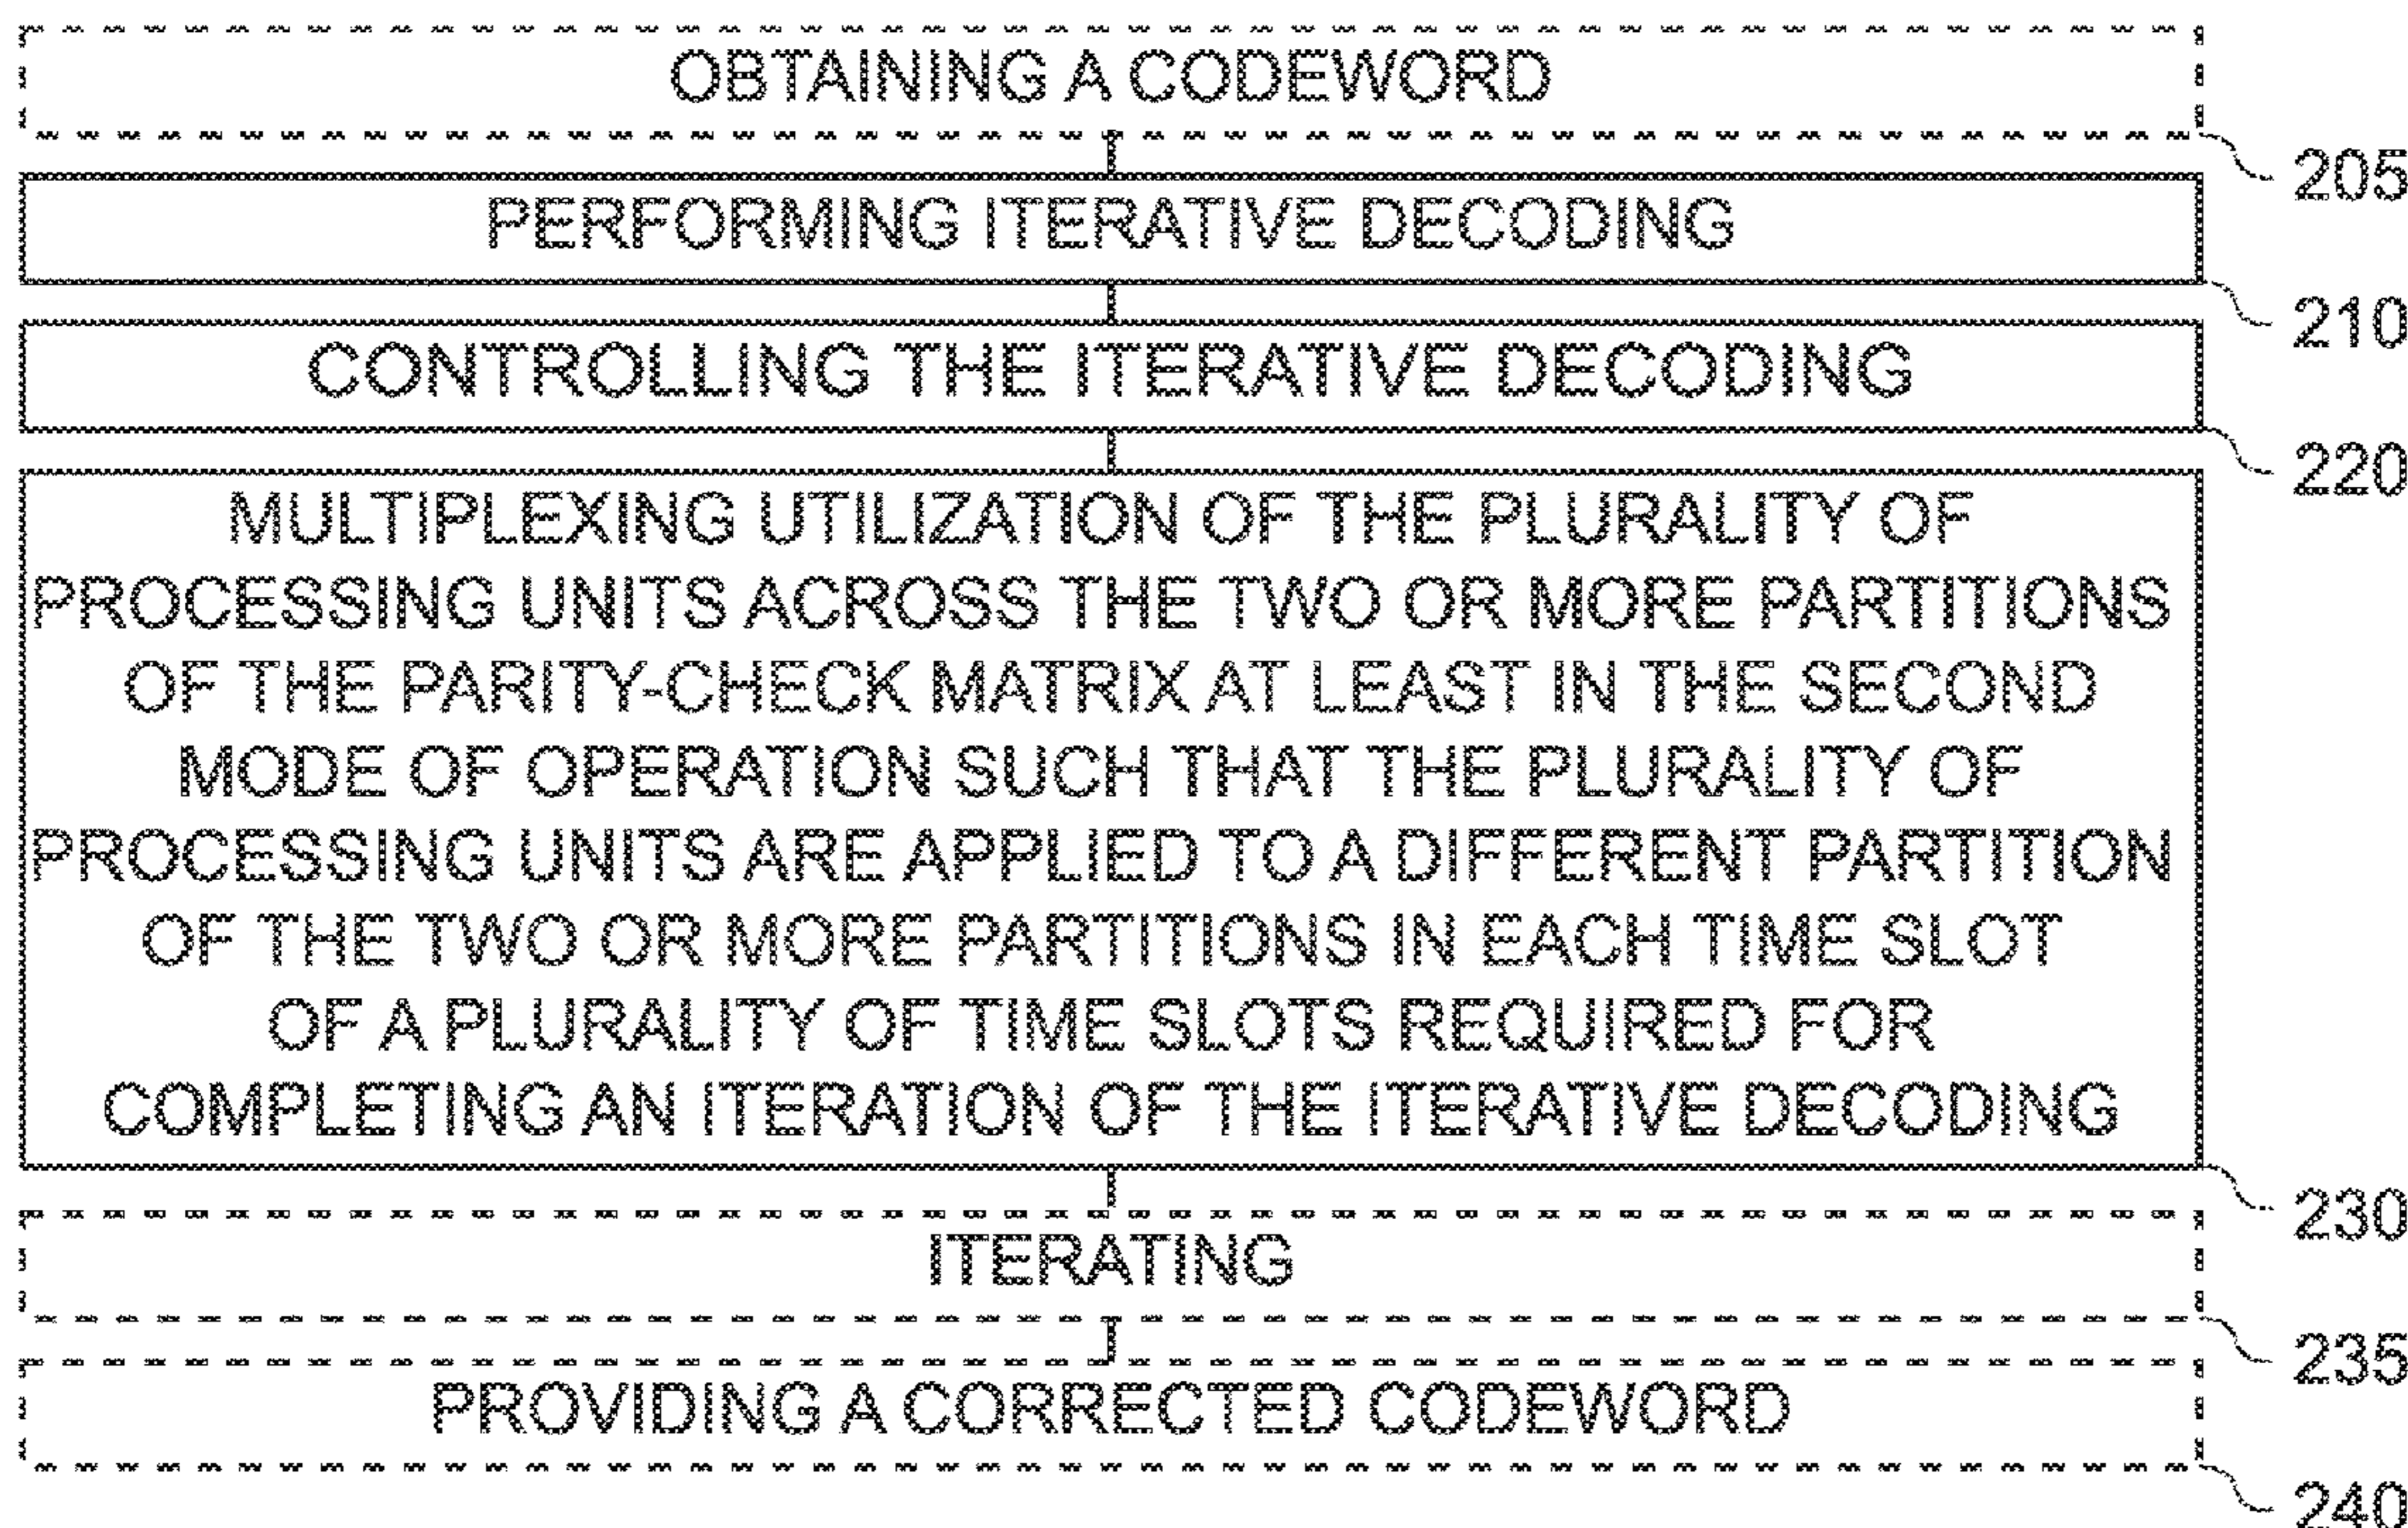 OBTAINING A CODEWORD
205
PERFORMING ITERATIVE DECODING
210
CONTROLLING THE ITERATIVE DECODING
220
MULTIPLEXING UTILIZATION OF THE PLURALITY OF
PROCESSING UNITS ACROSS THE TWO OR MORE PARTITIONS
OF THE PARITY-CHECK MATRIX AT LEAST IN THE SECOND
MODE OF OPERATION SUCH THAT THE PLURALITY OF
PROCESSING UNITS ARE APPLIED TO A DIFFERENT PARTITION
OF THE TWO OR MORE PARTITIONS IN EACH TIME SLOT
OF A PLURALITY OF TIME SLOTS REQUIRED FOR
COMPLETING AN ITERATION OF THE ITERATIVE DECODING
230
ITERATING
235
PROVIDING A CORRECTED CODEWORD
240